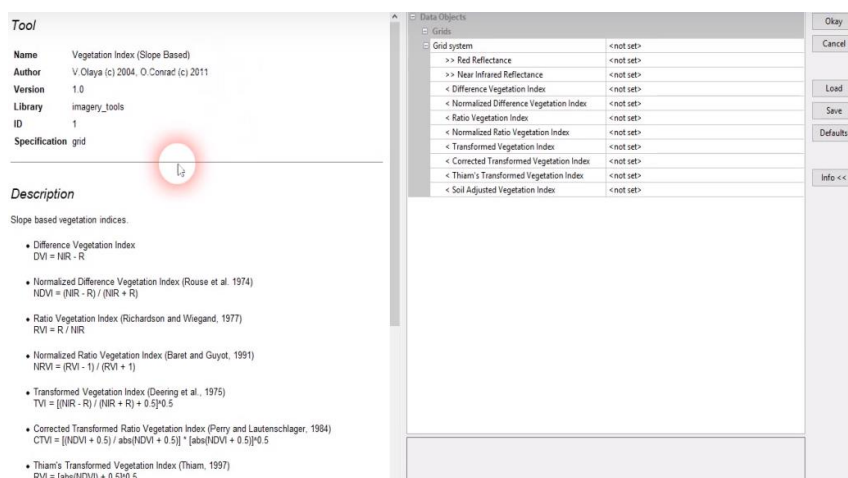 Tool
Name Vegetation Index (Slope Based)
Author V.Olaya (c) 2004, O.Conrad (c) 2011
Version 1.0
Library imagery_tools
ID 1
Specification grid
Description
Slope based vegetation indices.
• Difference Vegetation Index
DVI = NIR - R
• Normalized Difference Vegetation Index (Rouse et al. 1974)
NDVI = (NIR - R) / (NIR + R)
• Ratio Vegetation Index (Richardson and Wiegand, 1977)
RVI = R / NIR
• Normalized Ratio Vegetation Index (Baret and Guyot, 1991)
NRVI = (RVI - 1) / (RVI + 1)
• Transformed Vegetation Index (Deering et al., 1975)
TVI = [(NIR - R) / (NIR + R) + 0.5]^0.5
• Corrected Transformed Ratio Vegetation Index (Perry and Lautenschlager, 1984)
CTVI = [(NDVI + 0.5) / abs(NDVI + 0.5)] * [abs(NDVI + 0.5)]^0.5
• Thiam's Transformed Vegetation Index (Thiam, 1997)
RVI = [abs(NDVI) + 0.5]^0.5
Data Objects
Grids
Grid system <not set>
>> Red Reflectance <not set>
>> Near Infrared Reflectance <not set>
< Difference Vegetation Index <not set>
< Normalized Difference Vegetation Index <not set>
< Ratio Vegetation Index <not set>
< Normalized Ratio Vegetation Index <not set>
< Transformed Vegetation Index <not set>
< Corrected Transformed Vegetation Index <not set>
< Thiam's Transformed Vegetation Index <not set>
< Soil Adjusted Vegetation Index <not set>
Okay
Cancel
Load
Save
Defaults
Info <<